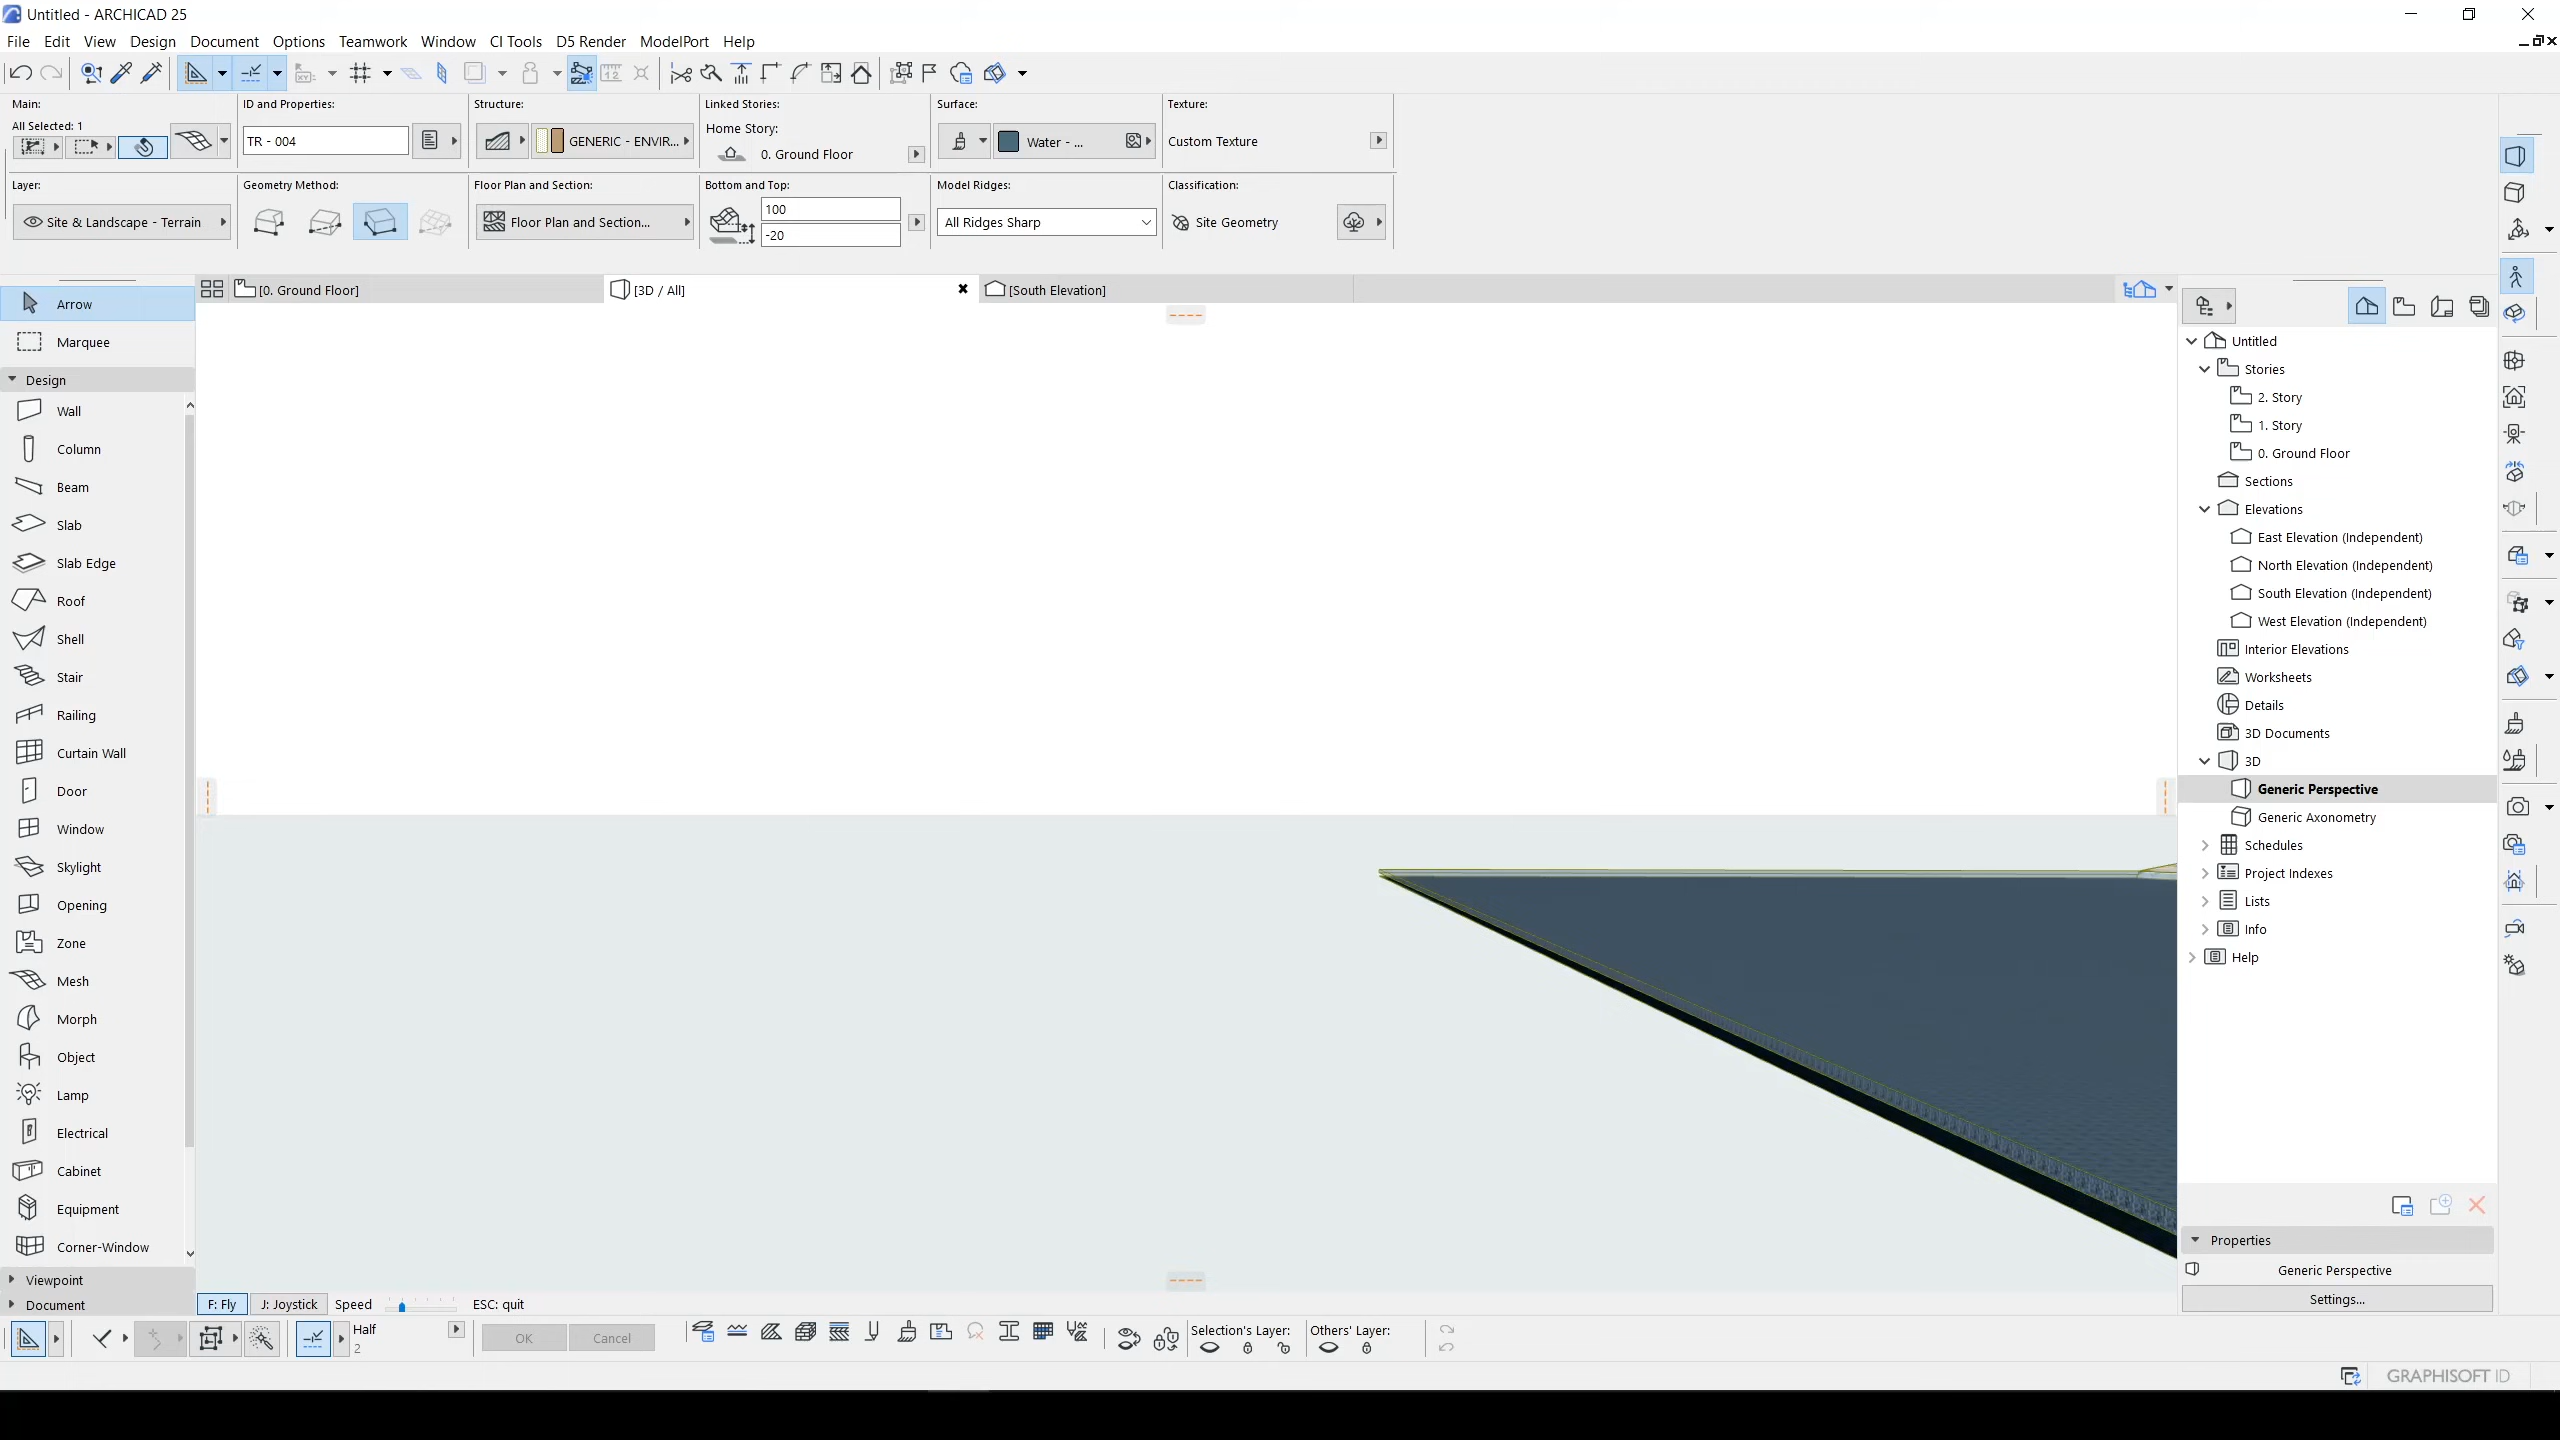 Untitled - ARCHICAD 25
File Edit View Design Document Options Teamwork Window CI Tools D5 Render ModelPort Help
Main:
All Selected: 1
ID and Properties:
TR - 004
Structure:
GENERIC - ENVIR...
Linked Stories:
Home Story:
0. Ground Floor
Surface:
Water - ...
Texture:
Custom Texture
Layer:
Site & Landscape - Terrain
Geometry Method:
Floor Plan and Section:
Floor Plan and Section...
Bottom and Top:
100
-20
Model Ridges:
All Ridges Sharp
Classification:
Site Geometry
[0. Ground Floor]
[3D / All]
[South Elevation]
Arrow
Marquee
Design
Wall
Column
Beam
Slab
Slab Edge
Roof
Shell
Stair
Railing
Curtain Wall
Door
Window
Skylight
Opening
Zone
Mesh
Morph
Object
Lamp
Electrical
Cabinet
Equipment
Corner-Window
Viewpoint
Document
Untitled
Stories
2. Story
1. Story
0. Ground Floor
Sections
Elevations
East Elevation (Independent)
North Elevation (Independent)
South Elevation (Independent)
West Elevation (Independent)
Interior Elevations
Worksheets
Details
3D Documents
3D
Generic Perspective
Generic Axonometry
Schedules
Project Indexes
Lists
Info
Help
Properties
Generic Perspective
Settings...
F: Fly J: Joystick Speed ESC: quit
Half
2
OK Cancel
Selection's Layer: Others' Layer:
GRAPHISOFT ID